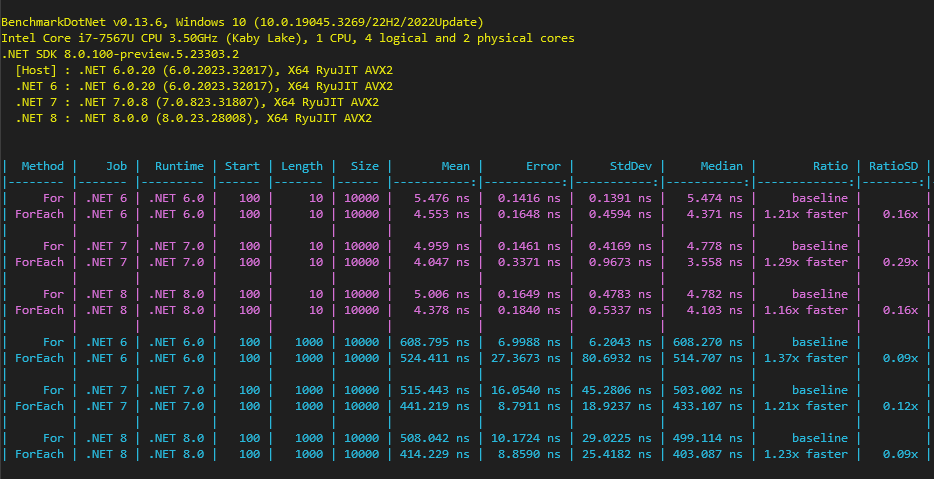 BenchmarkDotNet v0.13.6, Windows 10 (10.0.19045.3269/22H2/2022Update)
Intel Core i7-7567U CPU 3.50GHz (Kaby Lake), 1 CPU, 4 logical and 2 physical cores
.NET SDK 8.0.100-preview.5.23303.2
  [Host] : .NET 6.0.20 (6.0.2023.32017), X64 RyuJIT AVX2
  .NET 6 : .NET 6.0.20 (6.0.2023.32017), X64 RyuJIT AVX2
  .NET 7 : .NET 7.0.8 (7.0.823.31807), X64 RyuJIT AVX2
  .NET 8 : .NET 8.0.0 (8.0.23.28008), X64 RyuJIT AVX2
|  Method |    Job |  Runtime | Start | Length |  Size |       Mean |      Error |     StdDev |     Median |        Ratio | RatioSD |
|-------- |------- |--------- |------ |------- |------ |-----------:|-----------:|-----------:|-----------:|-------------:|--------:|
|     For | .NET 6 | .NET 6.0 |   100 |     10 | 10000 |   5.476 ns |  0.1416 ns |  0.1391 ns |   5.474 ns |     baseline |         |
| ForEach | .NET 6 | .NET 6.0 |   100 |     10 | 10000 |   4.553 ns |  0.1648 ns |  0.4594 ns |   4.371 ns | 1.21x faster |   0.16x |
|         |        |          |       |        |       |            |            |            |            |              |         |
|     For | .NET 7 | .NET 7.0 |   100 |     10 | 10000 |   4.959 ns |  0.1461 ns |  0.4169 ns |   4.778 ns |     baseline |         |
| ForEach | .NET 7 | .NET 7.0 |   100 |     10 | 10000 |   4.047 ns |  0.3371 ns |  0.9673 ns |   3.558 ns | 1.29x faster |   0.29x |
|         |        |          |       |        |       |            |            |            |            |              |         |
|     For | .NET 8 | .NET 8.0 |   100 |     10 | 10000 |   5.006 ns |  0.1649 ns |  0.4783 ns |   4.782 ns |     baseline |         |
| ForEach | .NET 8 | .NET 8.0 |   100 |     10 | 10000 |   4.378 ns |  0.1840 ns |  0.5337 ns |   4.103 ns | 1.16x faster |   0.16x |
|         |        |          |       |        |       |            |            |            |            |              |         |
|     For | .NET 6 | .NET 6.0 |   100 |   1000 | 10000 | 608.795 ns |  6.9988 ns |  6.2043 ns | 608.270 ns |     baseline |         |
| ForEach | .NET 6 | .NET 6.0 |   100 |   1000 | 10000 | 524.411 ns | 27.3673 ns | 80.6932 ns | 514.707 ns | 1.37x faster |   0.09x |
|         |        |          |       |        |       |            |            |            |            |              |         |
|     For | .NET 7 | .NET 7.0 |   100 |   1000 | 10000 | 515.443 ns | 16.0540 ns | 45.2806 ns | 503.002 ns |     baseline |         |
| ForEach | .NET 7 | .NET 7.0 |   100 |   1000 | 10000 | 441.219 ns |  8.7911 ns | 18.9237 ns | 433.107 ns | 1.21x faster |   0.12x |
|         |        |          |       |        |       |            |            |            |            |              |         |
|     For | .NET 8 | .NET 8.0 |   100 |   1000 | 10000 | 508.042 ns | 10.1724 ns | 29.0225 ns | 499.114 ns |     baseline |         |
| ForEach | .NET 8 | .NET 8.0 |   100 |   1000 | 10000 | 414.229 ns |  8.8590 ns | 25.4182 ns | 403.087 ns | 1.23x faster |   0.09x |